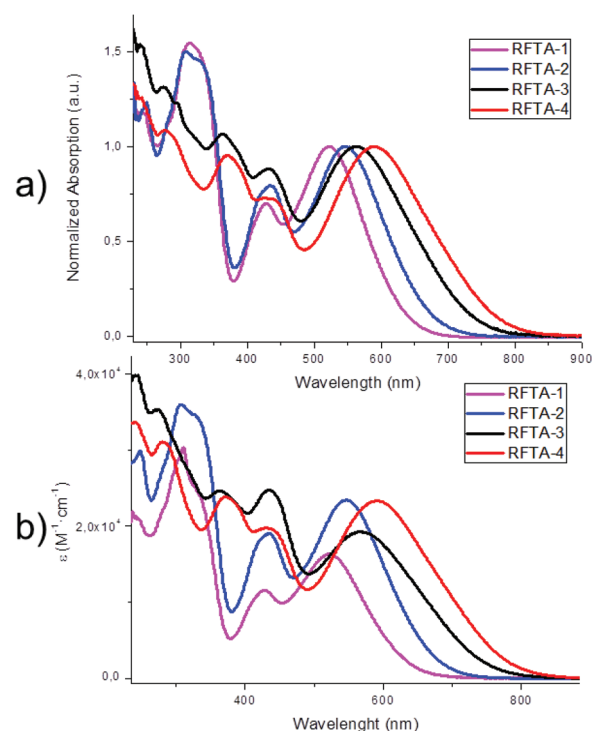 a)
Normalized Absorption (a.u.)
1,5
1,0
0,5
0,0
RFTA-1
RFTA-2
RFTA-3
RFTA-4
300 400 500 600 700 800 900
Wavelength (nm)
b)
ε (M⁻¹·cm⁻¹)
4,0x10⁴
2,0x10⁴
0,0
RFTA-1
RFTA-2
RFTA-3
RFTA-4
400 600 800
Wavelenght (nm)